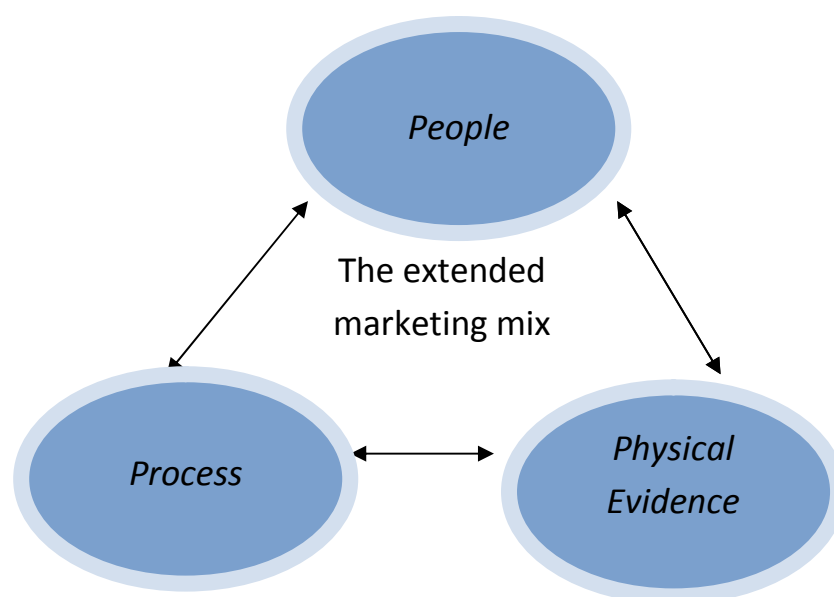 People
The extended
marketing mix
Process
Physical
Evidence